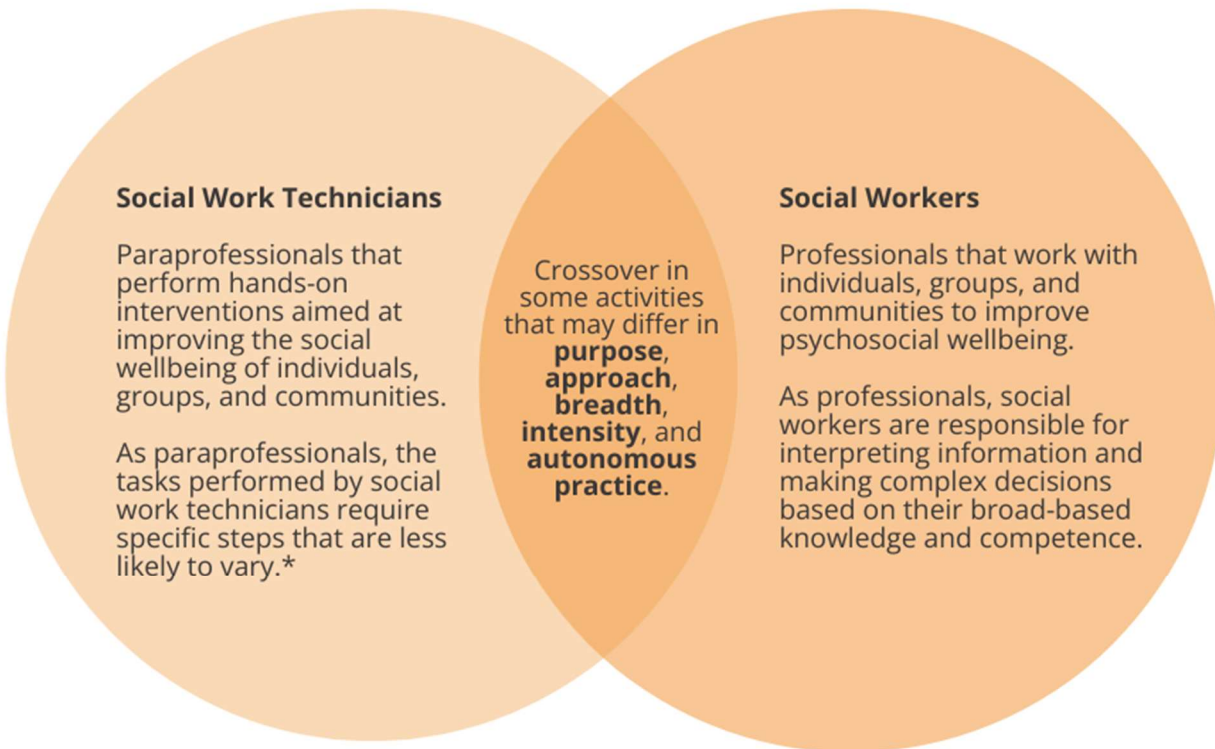 Social Work Technicians
Paraprofessionals that
perform hands-on
interventions aimed at
improving the social
wellbeing of individuals,
groups, and communities.
As paraprofessionals, the
tasks performed by social
work technicians require
specific steps that are less
likely to vary.*
Crossover in
some activities
that may differ in
purpose,
approach,
breadth,
intensity, and
autonomous
practice.
Social Workers
Professionals that work with
individuals, groups, and
communities to improve
psychosocial wellbeing.
As professionals, social
workers are responsible for
interpreting information and
making complex decisions
based on their broad-based
knowledge and competence.